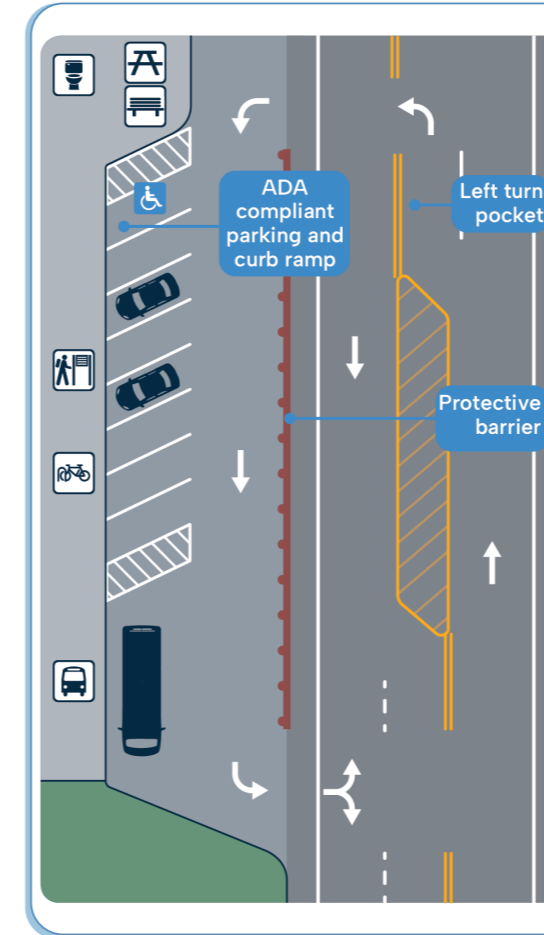 ADA
compliant
parking and
curb ramp
Left turn
pocket
Protective
barrier